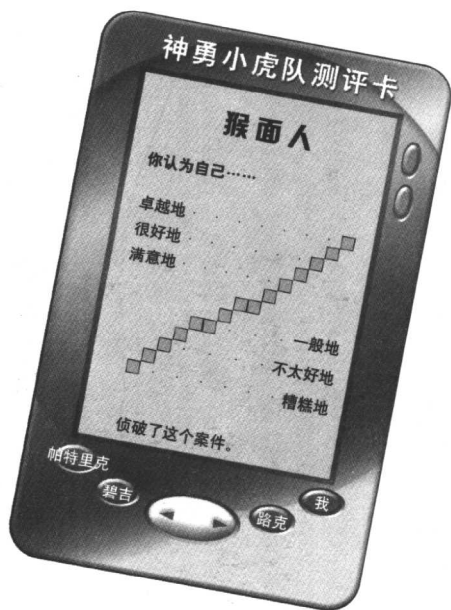 神勇小虎队测评卡
猴面人
你认为自己……
卓越地
很好地
满意地
一般地
不太好地
糟糕地
侦破了这个案件。
帕特里克
碧吉
路克
我